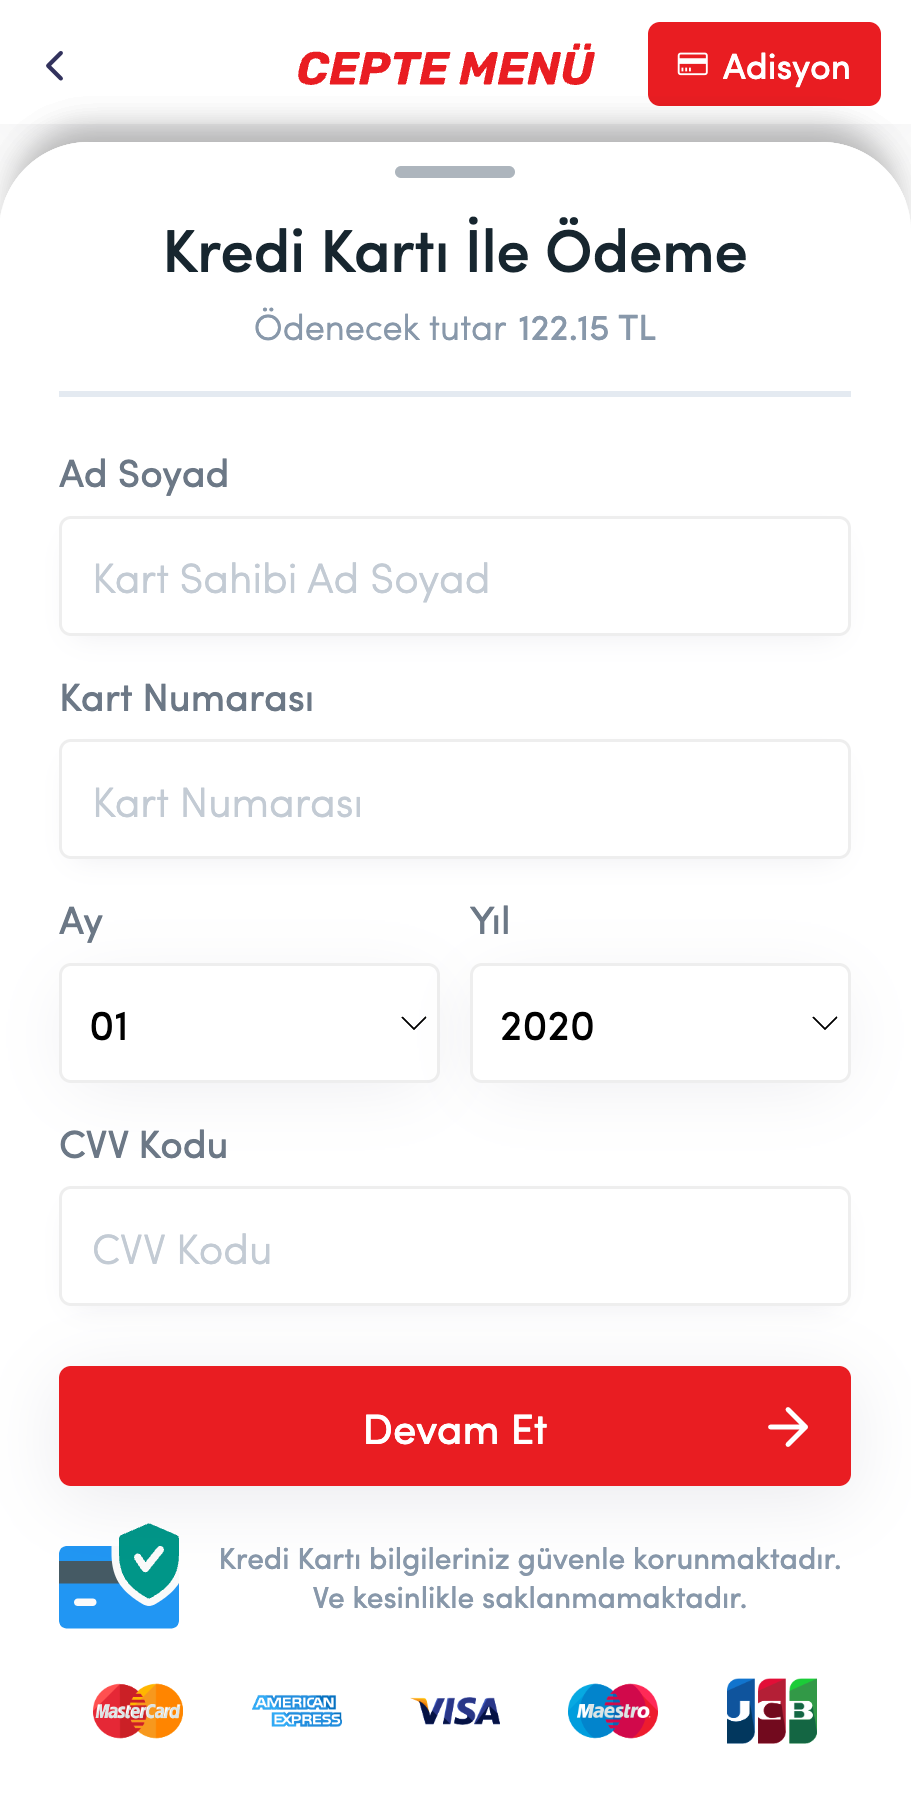 CEPTE MENÜ
Adisyon
Kredi Kartı İle Ödeme
Ödenecek tutar 122.15 TL
Ad Soyad
Kart Sahibi Ad Soyad
Kart Numarası
Kart Numarası
Ay
Yıl
01
2020
CVV Kodu
CVV Kodu
Devam Et
Kredi Kartı bilgileriniz güvenle korunmaktadır.
Ve kesinlikle saklanmamaktadır.
MasterCard
AMERICAN
EXPRESS
VISA
Maestro
JCB